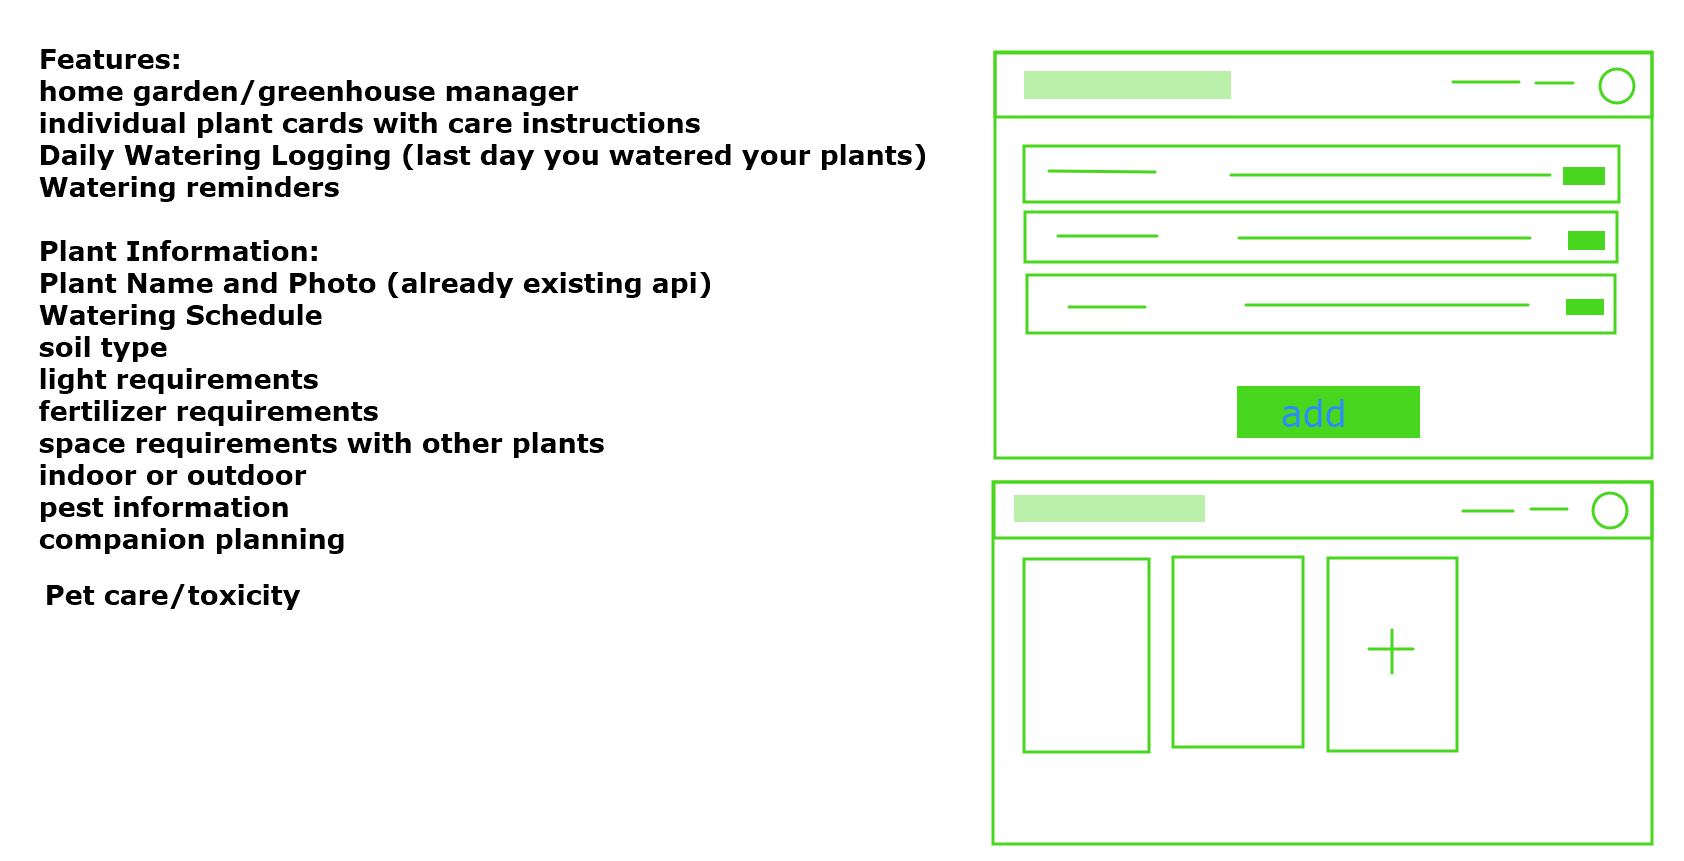 Features:
home garden/greenhouse manager
individual plant cards with care instructions
Daily Watering Logging (last day you watered your plants)
Watering reminders
Plant Information:
Plant Name and Photo (already existing api)
Watering Schedule
soil type
light requirements
fertilizer requirements
space requirements with other plants
indoor or outdoor
pest information
companion planning
Pet care/toxicity
add